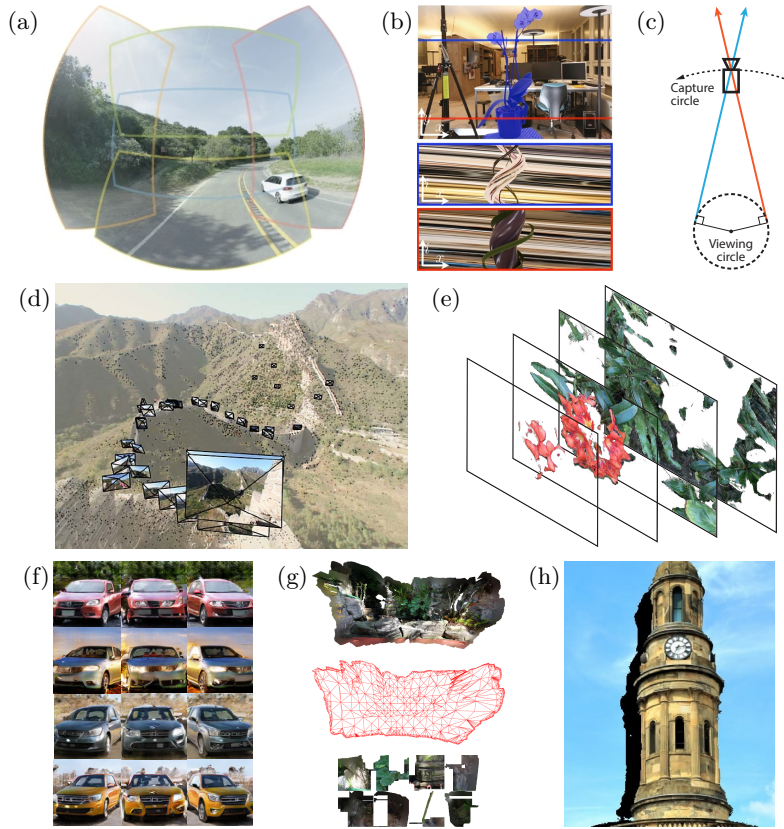 (a)
(b)
(c)
Capture
circle
Viewing
circle
(d)
(e)
(f)
(g)
(h)